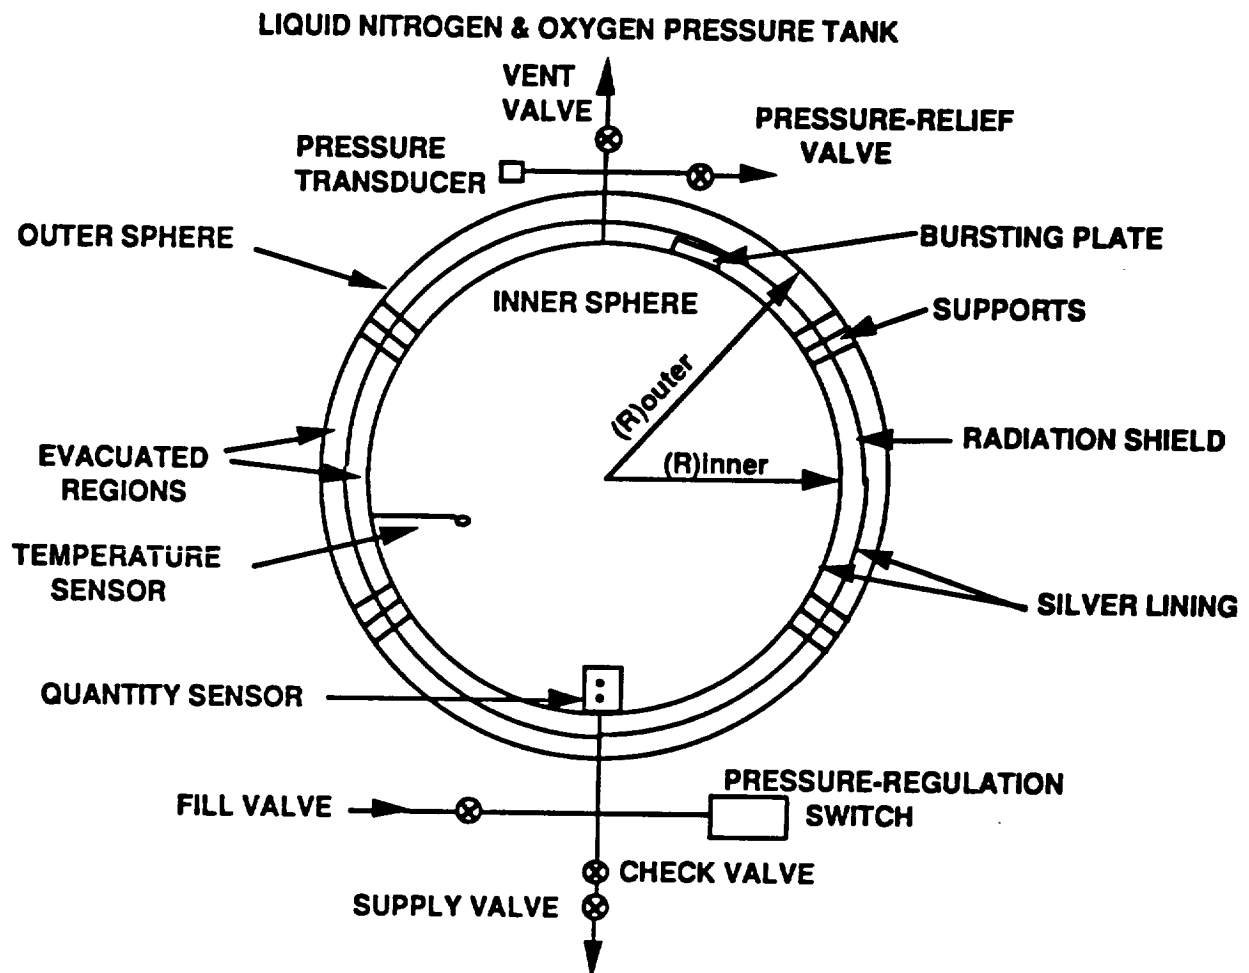 LIQUID NITROGEN & OXYGEN PRESSURE TANK
VENT
VALVE
PRESSURE-RELIEF
VALVE
PRESSURE
TRANSDUCER
OUTER SPHERE
BURSTING PLATE
INNER SPHERE
SUPPORTS
(R)outer
RADIATION SHIELD
EVACUATED
REGIONS
(R)inner
TEMPERATURE
SENSOR
SILVER LINING
QUANTITY SENSOR
PRESSURE-REGULATION
SWITCH
FILL VALVE
CHECK VALVE
SUPPLY VALVE